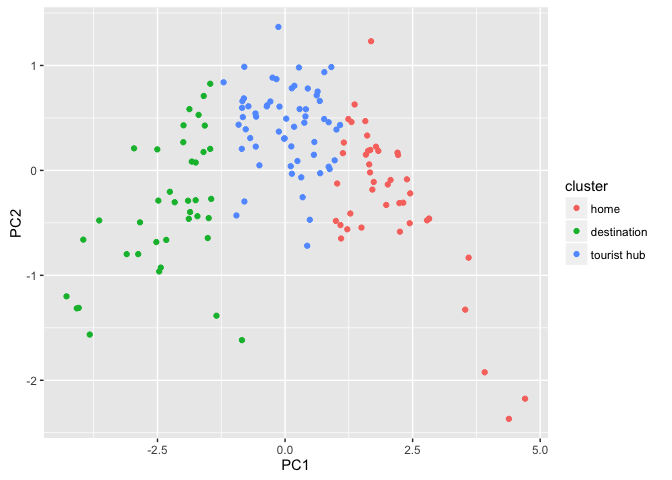 1
0
-1
-2
PC2
-2.5
0.0
2.5
5.0
PC1
cluster
home
destination
tourist hub